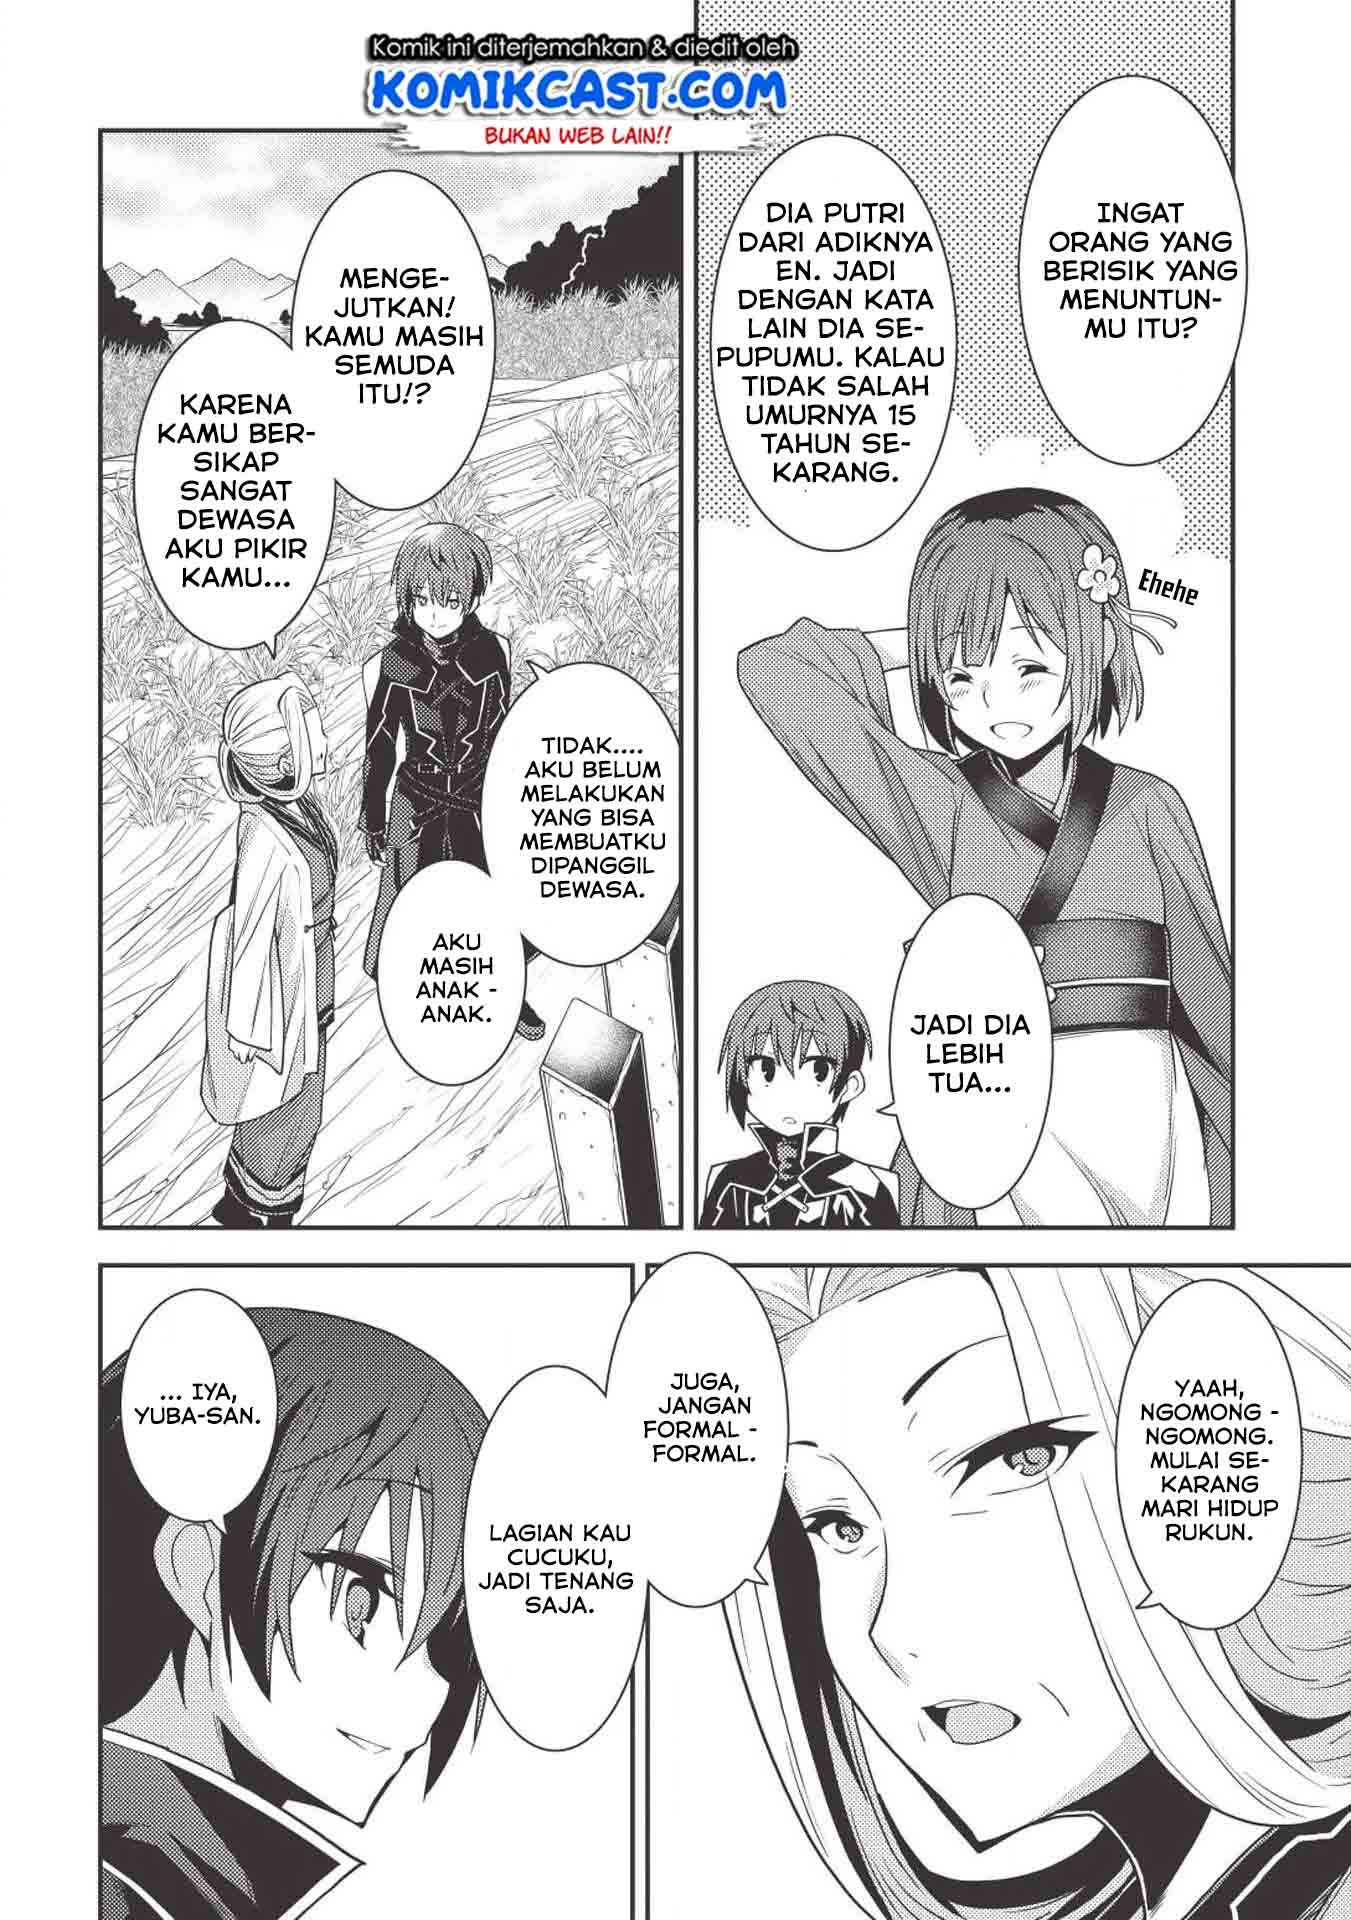 Komik ini diterjemahkan & diedit oleh
KOMIKCAST.COM
BUKAN WEB LAIN!!
INGAT
ORANG YANG
BERISIK YANG
MENUNTUN-
MU ITU?
DIA PUTRI
DARI ADIKNYA
EN. JADI
DENGAN KATA
LAIN DIA SE-
PUPUMU. KALAU
TIDAK SALAH
UMURNYA 15
TAHUN SE-
KARANG.
Ehehe
JADI DIA
LEBIH
TUA...
MENGE-
JUTKAN!
KAMU MASIH
SEMUDA
ITU!?
KARENA
KAMU BER-
SIKAP
SANGAT
DEWASA
AKU PIKIR
KAMU...
TIDAK....
AKU BELUM
MELAKUKAN
YANG BISA
MEMBUATKU
DIPANGGIL
DEWASA.
AKU
MASIH
ANAK -
ANAK.
YAAH,
NGOMONG -
NGOMONG.
MULAI SE-
KARANG
MARI HIDUP
RUKUN.
JUGA,
JANGAN
FORMAL -
FORMAL.
LAGIAN KAU
CUCUKU,
JADI TENANG
SAJA.
... IYA,
YUBA-SAN.